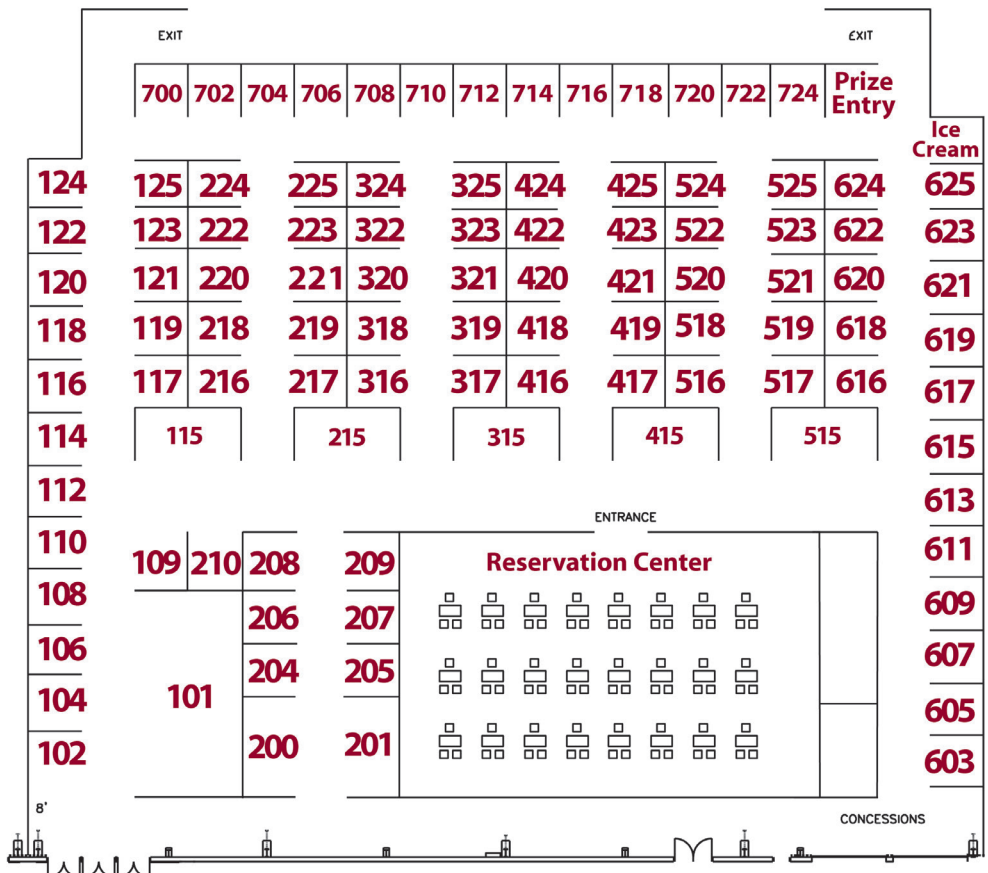 EXIT EXIT
700 702 704 706 708 710 712 714 716 718 720 722 724 Prize
Entry
Ice
Cream
124 125 224 225 324 325 424 425 524 525 624 625
122 123 222 223 322 323 422 423 522 523 622 623
120 121 220 221 320 321 420 421 520 521 620 621
118 119 218 219 318 319 418 419 518 519 618 619
116 117 216 217 316 317 416 417 516 517 616 617
114 115 215 315 415 515 615
112 613
ENTRANCE
110 109 210 208 209 Reservation Center 611
108 206 207 609
106 204 205 607
104 101 605
102 200 201 603
8'
CONCESSIONS